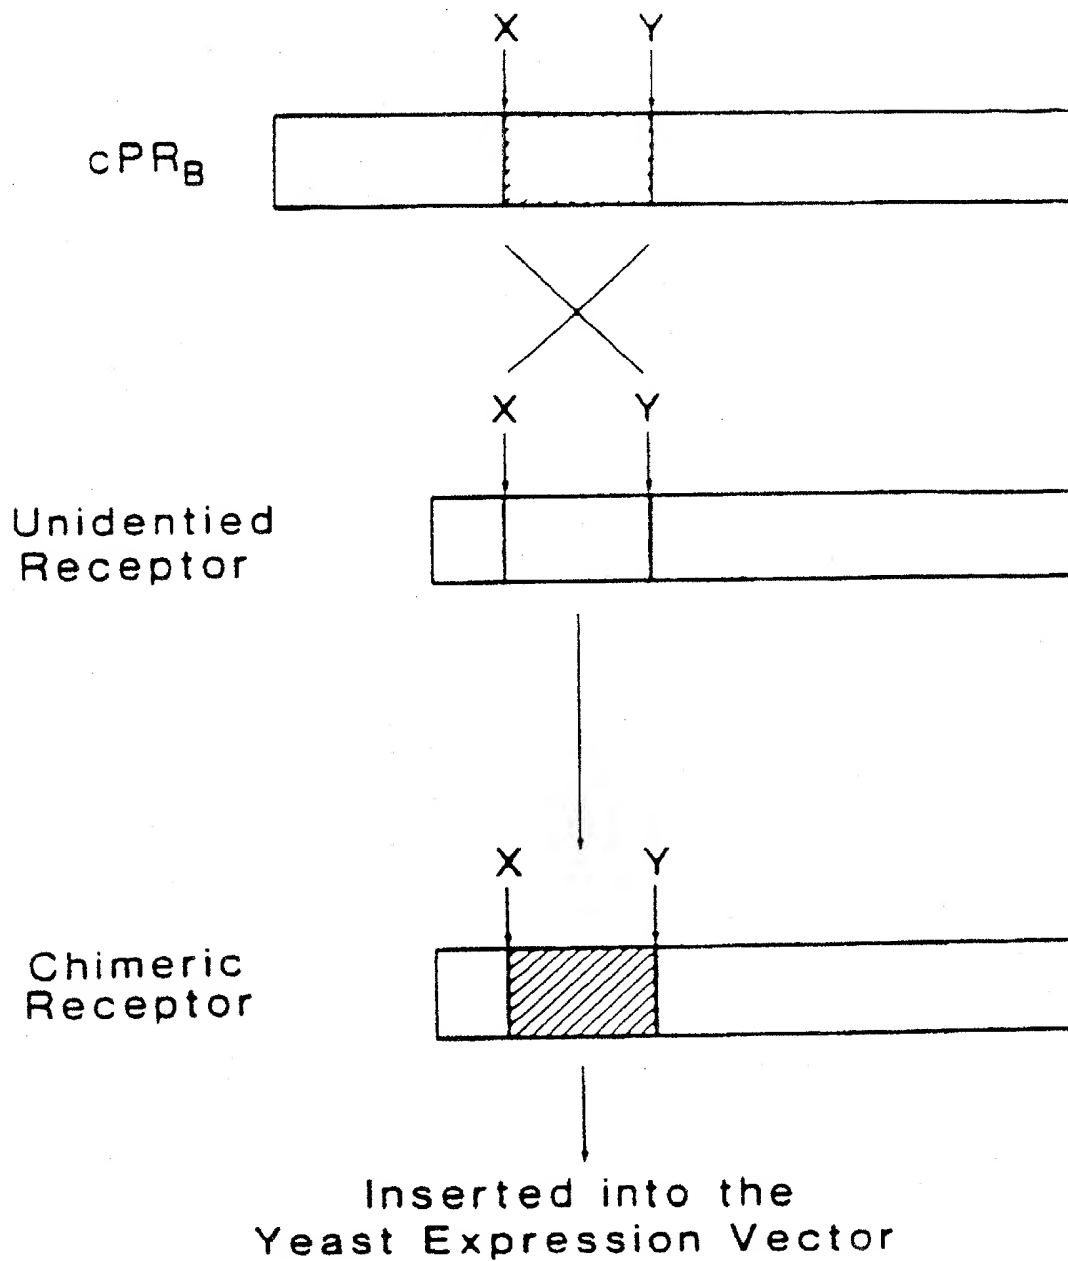 X Y
cPRB
X Y
Unidentied
Receptor
X Y
Chimeric
Receptor
Inserted into the
Yeast Expression Vector